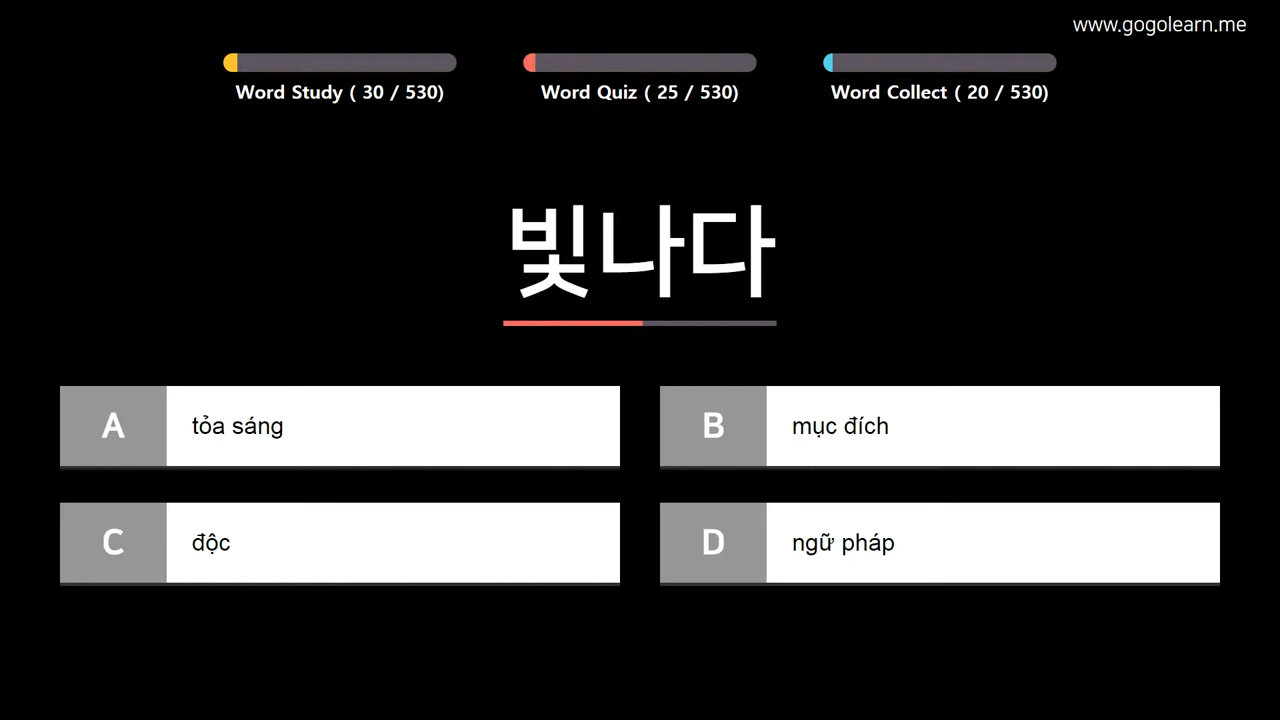 www.gogolearn.me
Word Study ( 30 / 530)
Word Quiz ( 25 / 530)
Word Collect ( 20 / 530)
빛나다
A tỏa sáng
B mục đích
C độc
D ngữ pháp